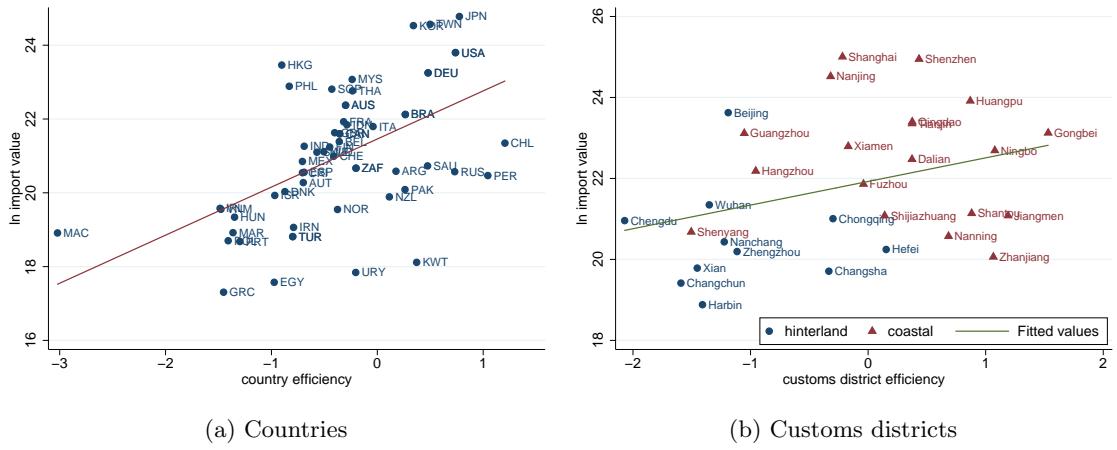 ln import value
16 18 20 22 24
JPN
TWN
KOR
USA
DEU
HKG
MYS
PHL
SGP
THA
AUS
BRA
FRA
IDN
ITA
CAN
BEL
IND
CHL
CHE
MEX
ZAF
SAU
ESP
ARG
RUS
PER
AUT
DNK
PAK
ISR
NZL
NOR
HUN
IRN
MAR
TUR
PRT
MAC
KWT
URY
EGY
GRC
−3 −2 −1 0 1
country efficiency
(a) Countries
ln import value
18 20 22 24 26
Shanghai
Shenzhen
Nanjing
Huangpu
Beijing
Qingdao
Tianjin
Guangzhou
Gongbei
Xiamen
Ningbo
Dalian
Hangzhou
Fuzhou
Wuhan
Shijiazhuang
Shantou
Jiangmen
Chengdu
Chongqing
Shenyang
Nanning
Nanchang
Zhengzhou
Hefei
Zhanjiang
Xian
Changsha
Changchun
Harbin
hinterland coastal Fitted values
−2 −1 0 1 2
customs district efficiency
(b) Customs districts